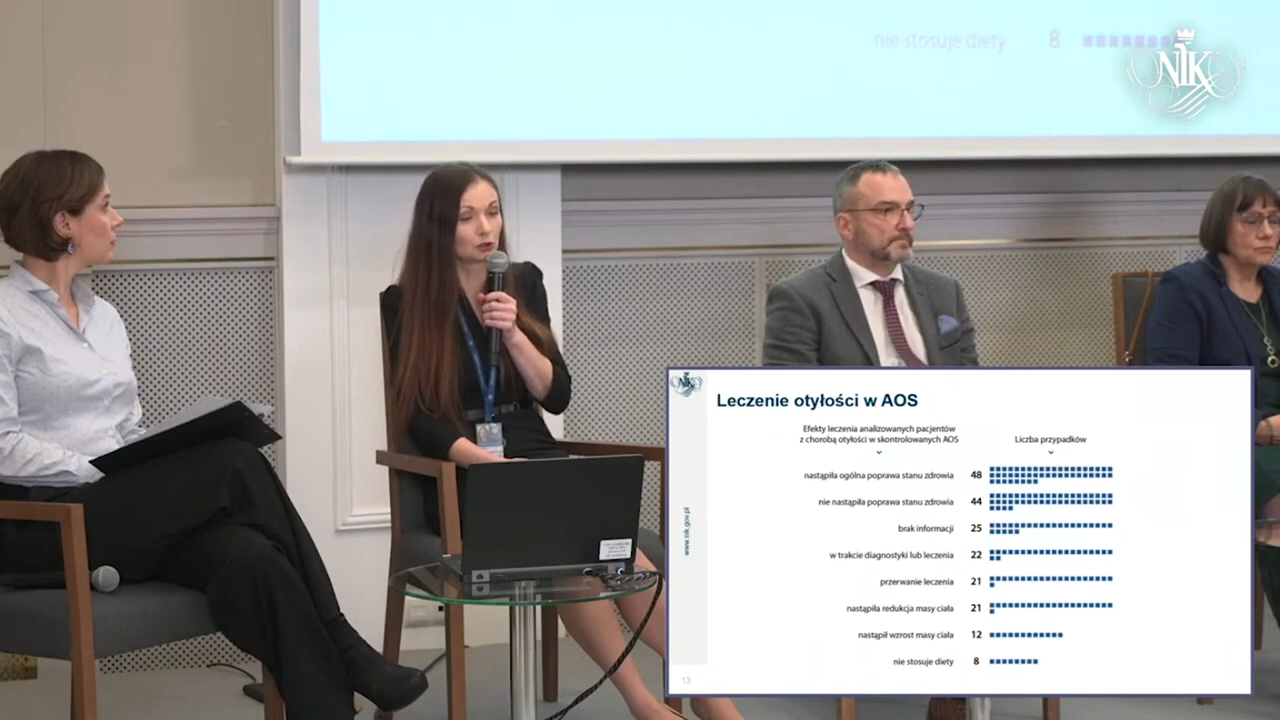 nie stosuje diety 8
NIK
NIK
Leczenie otyłości w AOS
Efekty leczenia analizowanych pacjentów
z chorobą otyłości w skontrolowanych AOS
Liczba przypadków
nastąpiła ogólna poprawa stanu zdrowia 48
nie nastąpiła poprawa stanu zdrowia 44
brak informacji 25
w trakcie diagnostyki lub leczenia 22
przerwanie leczenia 21
nastąpiła redukcja masy ciała 21
nastąpił wzrost masy ciała 12
nie stosuje diety 8
www.nik.gov.pl
13